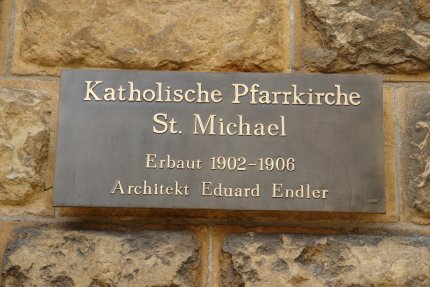 Katholische Pfarrkirche
St. Michael
Erbaut 1902-1906
Architekt Eduard Endler